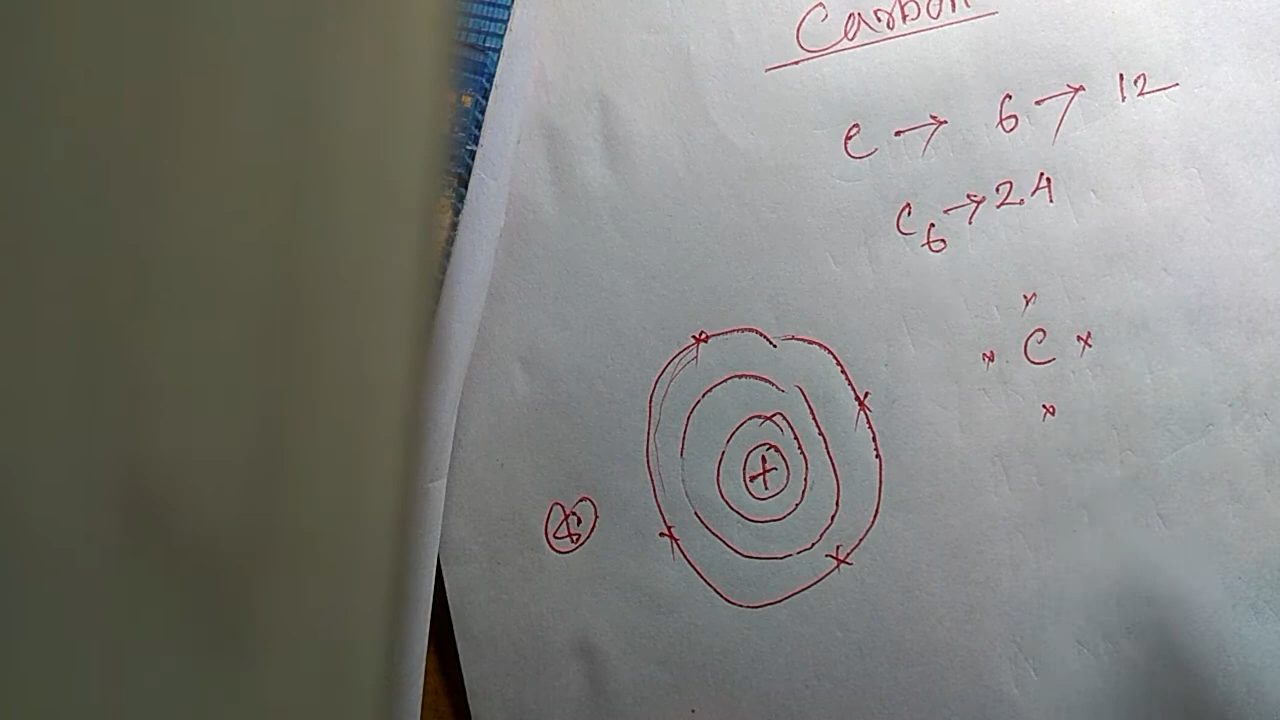 Carbon
C → 6 → 12
C6 → 2.4
C
+